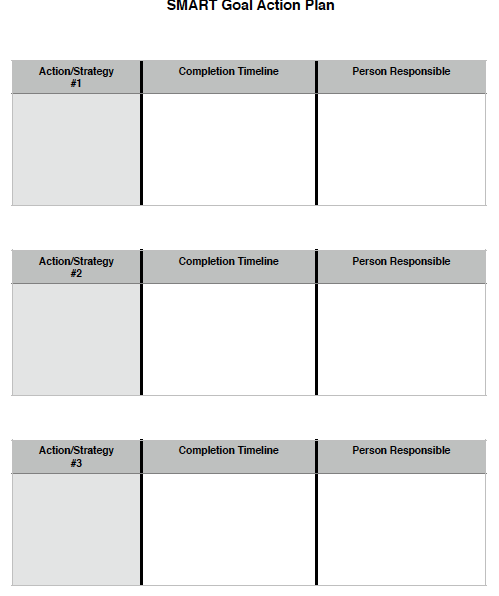 SMART Goal Action Plan
Action/Strategy #1 Completion Timeline Person Responsible
Action/Strategy #2 Completion Timeline Person Responsible
Action/Strategy #3 Completion Timeline Person Responsible